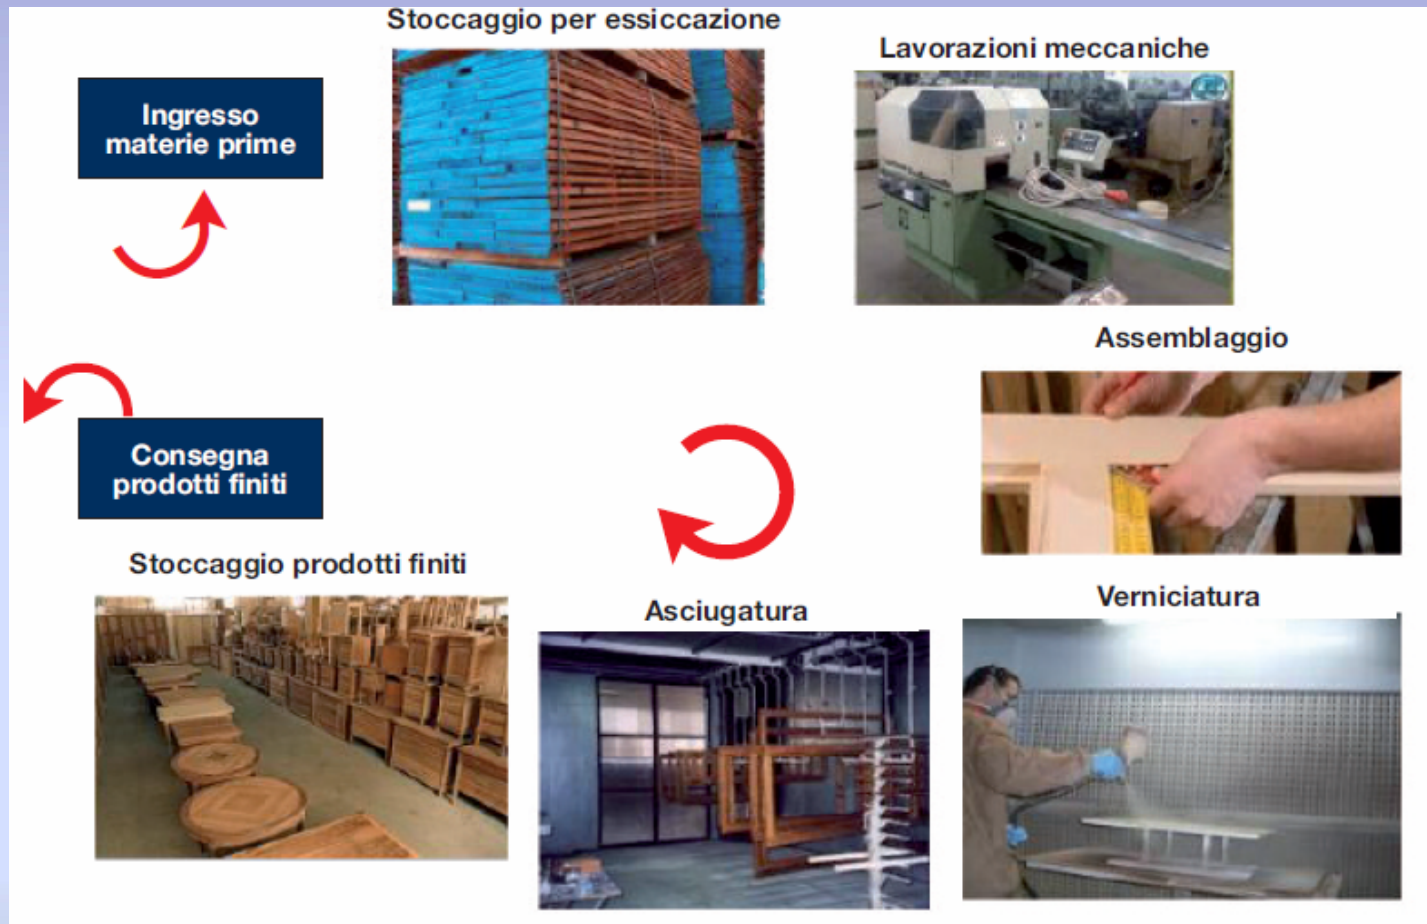 Stoccaggio per essiccazione
Lavorazioni meccaniche
Ingresso
materie prime
Assemblaggio
Consegna
prodotti finiti
Stoccaggio prodotti finiti
Asciugatura
Verniciatura